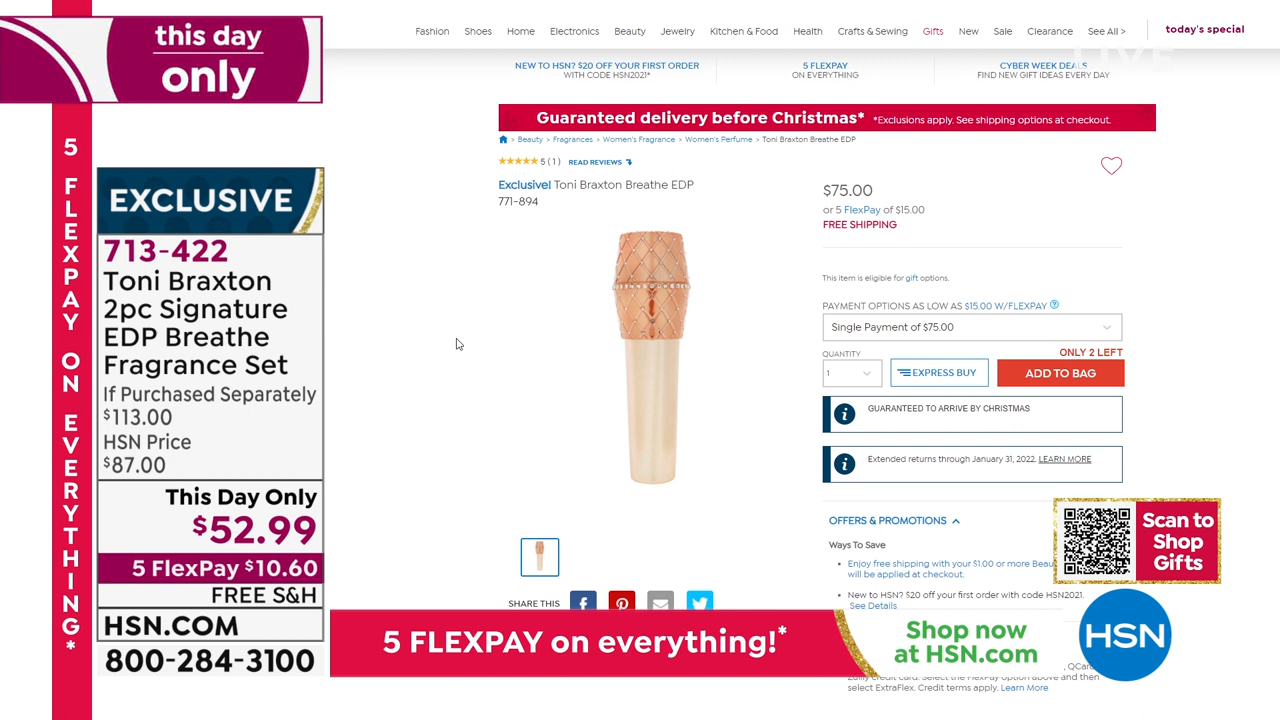 this day
only
5 FLEXPAY ON EVERYTHING*
EXCLUSIVE
713-422
Toni Braxton
2pc Signature
EDP Breathe
Fragrance Set
If Purchased Separately
$113.00
HSN Price
$87.00
This Day Only
$52.99
5 FlexPay $10.60
FREE S&H
HSN.COM
800-284-3100
Fashion Shoes Home Electronics Beauty Jewelry Kitchen & Food Health Crafts & Sewing Gifts New Sale Clearance See All > today's special
LIVE
NEW TO HSN? $20 OFF YOUR FIRST ORDER
WITH CODE HSN2021*
5 FLEXPAY
ON EVERYTHING
CYBER WEEK DEALS
FIND NEW GIFT IDEAS EVERY DAY
Guaranteed delivery before Christmas* *Exclusions apply. See shipping options at checkout.
> Beauty > Fragrances > Women's Fragrance > Women's Perfume > Toni Braxton Breathe EDP
5 (1) READ REVIEWS
Exclusive! Toni Braxton Breathe EDP
771-894
$75.00
or 5 FlexPay of $15.00
FREE SHIPPING
This item is eligible for gift options.
PAYMENT OPTIONS AS LOW AS $15.00 W/FLEXPAY ?
Single Payment of $75.00
ONLY 2 LEFT
QUANTITY
1
EXPRESS BUY
ADD TO BAG
GUARANTEED TO ARRIVE BY CHRISTMAS
Extended returns through January 31, 2022. LEARN MORE
OFFERS & PROMOTIONS
Ways To Save
• Enjoy free shipping with your $1.00 or more
will be applied at checkout.
• New to HSN? $20 off your first order with code HSN2021.
See Details
Scan to
Shop
Gifts
SHARE THIS
5 FLEXPAY on everything!*
Shop now
at HSN.com
HSN
credit card. Select the FlexPay option above and then
select ExtraFlex. Credit terms apply. Learn More